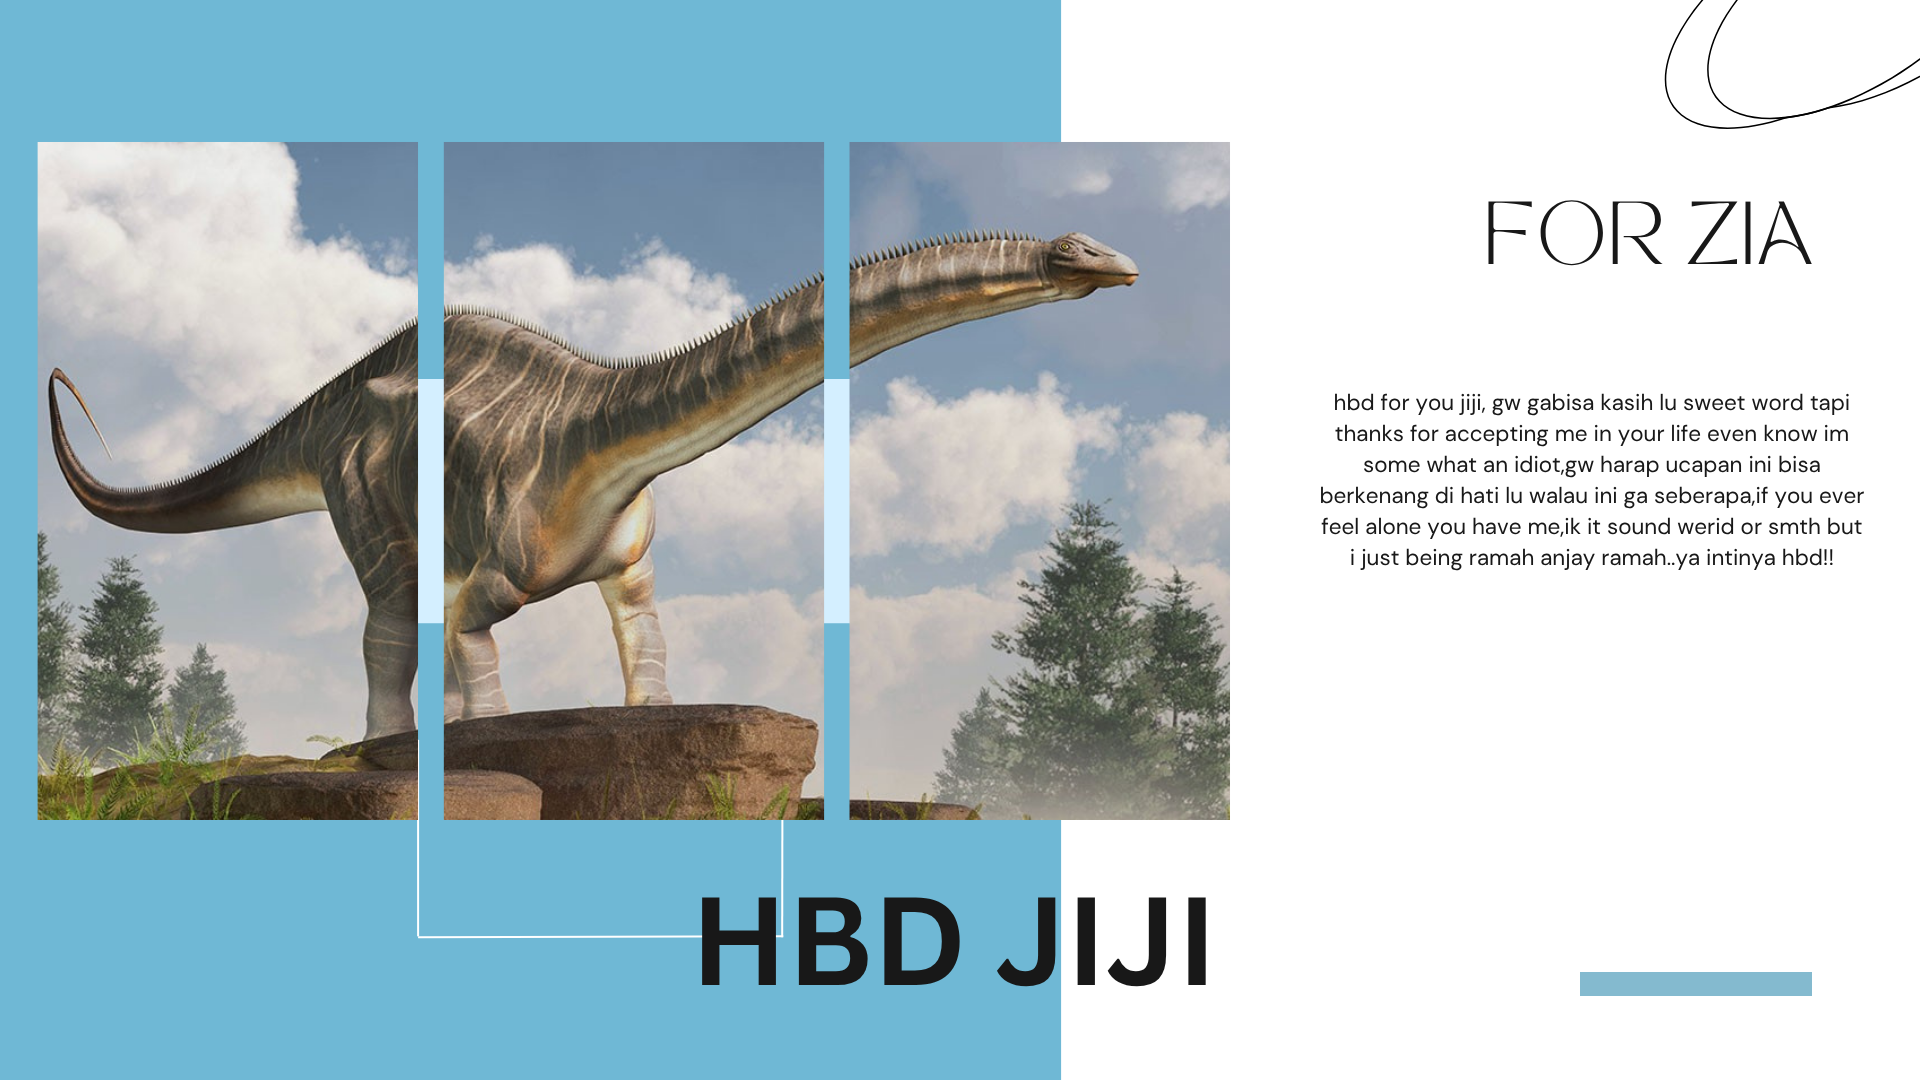 FOR ZIA
hbd for you jiji, gw gabisa kasih lu sweet word tapi
thanks for accepting me in your life even know im
some what an idiot,gw harap ucapan ini bisa
berkenang di hati lu walau ini ga seberapa,if you ever
feel alone you have me,ik it sound werid or smth but
i just being ramah anjay ramah..ya intinya hbd!!
HBD JIJI